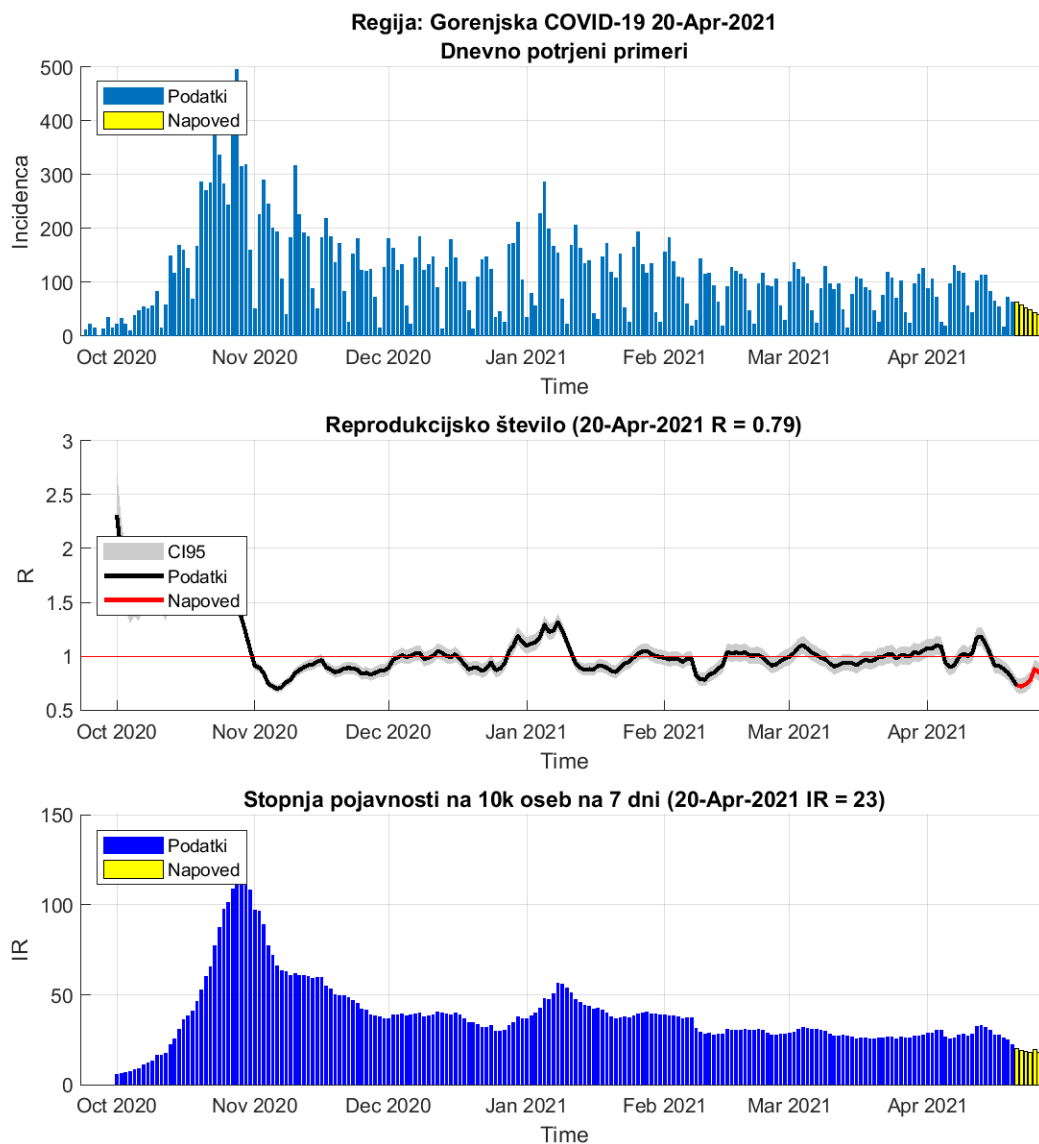 Regija: Gorenjska COVID-19 20-Apr-2021
Dnevno potrjeni primeri
500
400
300
200
100
0
Incidenca
Podatki
Napoved
Oct 2020 Nov 2020 Dec 2020 Jan 2021 Feb 2021 Mar 2021 Apr 2021
Time
Reprodukcijsko število (20-Apr-2021 R = 0.79)
3
2.5
2
1.5
1
0.5
R
CI95
Podatki
Napoved
Oct 2020 Nov 2020 Dec 2020 Jan 2021 Feb 2021 Mar 2021 Apr 2021
Time
Stopnja pojavnosti na 10k oseb na 7 dni (20-Apr-2021 IR = 23)
150
100
50
0
IR
Podatki
Napoved
Oct 2020 Nov 2020 Dec 2020 Jan 2021 Feb 2021 Mar 2021 Apr 2021
Time